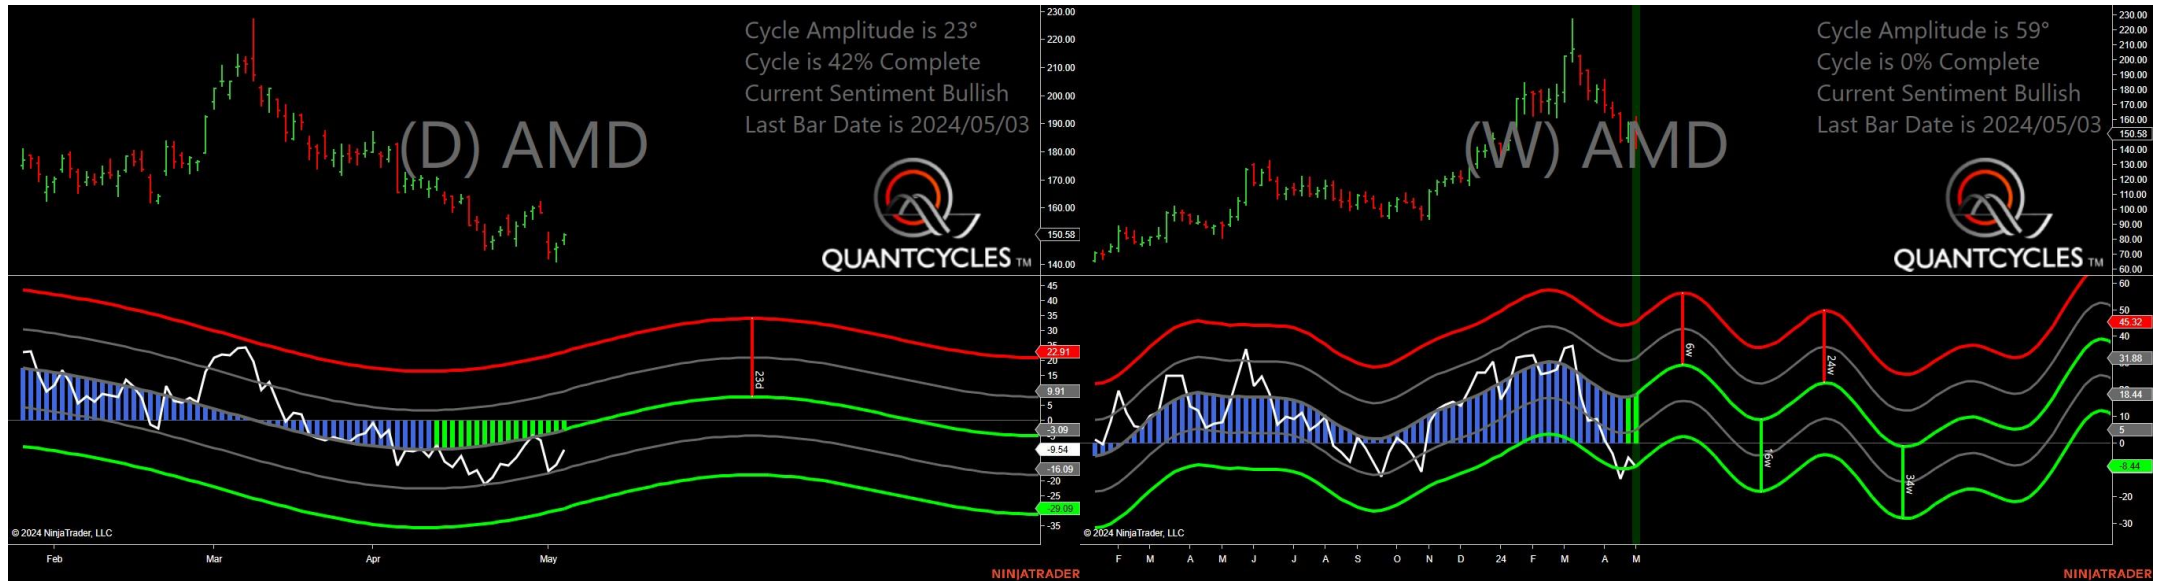 Cycle Amplitude is 23°
Cycle is 42% Complete
Current Sentiment Bullish
Last Bar Date is 2024/05/03
(D) AMD
QUANTCYCLES TM
230.00
220.00
210.00
200.00
190.00
180.00
170.00
160.00
150.58
140.00
45
40
35
30
25
22.91
20
15
9.91
5
0
-3.09
-9.54
-16.09
-20
-25
-29.09
-35
23d
© 2024 NinjaTrader, LLC
Feb Mar Apr May
NINJATRADER
Cycle Amplitude is 59°
Cycle is 0% Complete
Current Sentiment Bullish
Last Bar Date is 2024/05/03
(W) AMD
QUANTCYCLES TM
230.00
220.00
210.00
200.00
190.00
180.00
170.00
160.00
150.58
140.00
130.00
120.00
110.00
100.00
90.00
80.00
70.00
60.00
60
50
45.32
40
31.88
18.44
10
5
0
-8.44
-20
-30
6w
16w
24w
34w
© 2024 NinjaTrader, LLC
F M A M J J A S O N D 24 F M A M
NINJATRADER